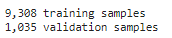 9,308 training samples
1,035 validation samples